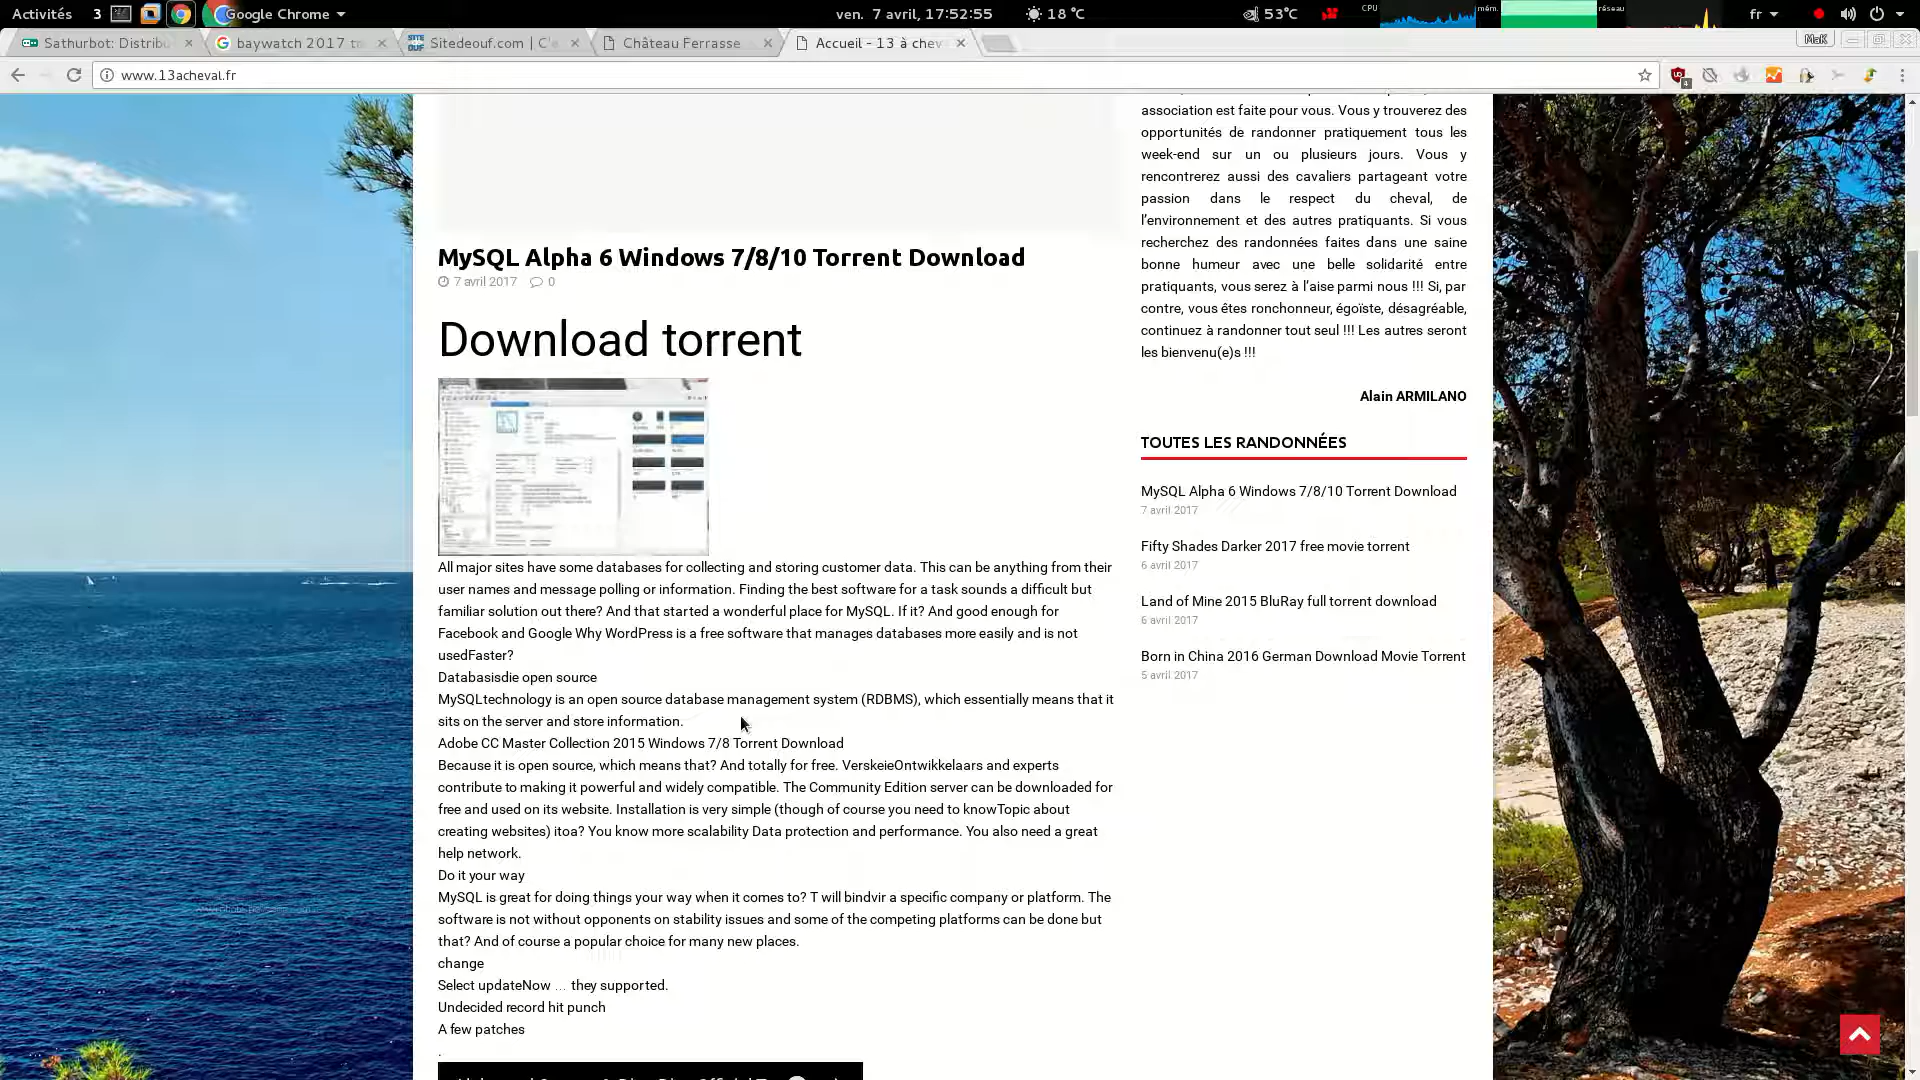 Activités
3
Google Chrome
ven. 7 avril, 17:52:55
18 °C
53°C
CPU
mém.
réseau
fr
Sathurbot: Distribu
baywatch 2017 t
Sitedeouf.com | C'e
Château Ferrasse
Accueil - 13 à chev
MaK
www.13acheval.fr
MySQL Alpha 6 Windows 7/8/10 Torrent Download
7 avril 2017
0
Download torrent
All major sites have some databases for collecting and storing customer data. This can be anything from their
user names and message polling or information. Finding the best software for a task sounds a difficult but
familiar solution out there? And that started a wonderful place for MySQL. If it? And good enough for
Facebook and Google Why WordPress is a free software that manages databases more easily and is not
usedFaster?
Databasisdie open source
MySQLtechnology is an open source database management system (RDBMS), which essentially means that it
sits on the server and store information.
Adobe CC Master Collection 2015 Windows 7/8 Torrent Download
Because it is open source, which means that? And totally for free. VerskeieOntwikkelaars and experts
contribute to making it powerful and widely compatible. The Community Edition server can be downloaded for
free and used on its website. Installation is very simple (though of course you need to knowTopic about
creating websites) itoa? You know more scalability Data protection and performance. You also need a great
help network.
Do it your way
MySQL is great for doing things your way when it comes to? T will bindvir a specific company or platform. The
software is not without opponents on stability issues and some of the competing platforms can be done but
that? And of course a popular choice for many new places.
change
Select updateNow ... they supported.
Undecided record hit punch
A few patches
.
association est faite pour vous. Vous y trouverez des
opportunités de randonner pratiquement tous les
week-end sur un ou plusieurs jours. Vous y
rencontrerez aussi des cavaliers partageant votre
passion dans le respect du cheval, de
l'environnement et des autres pratiquants. Si vous
recherchez des randonnées faites dans une saine
bonne humeur avec une belle solidarité entre
pratiquants, vous serez à l'aise parmi nous !!! Si, par
contre, vous êtes ronchonneur, égoïste, désagréable,
continuez à randonner tout seul !!! Les autres seront
les bienvenu(e)s !!!
Alain ARMILANO
TOUTES LES RANDONNÉES
MySQL Alpha 6 Windows 7/8/10 Torrent Download
7 avril 2017
Fifty Shades Darker 2017 free movie torrent
6 avril 2017
Land of Mine 2015 BluRay full torrent download
6 avril 2017
Born in China 2016 German Download Movie Torrent
5 avril 2017